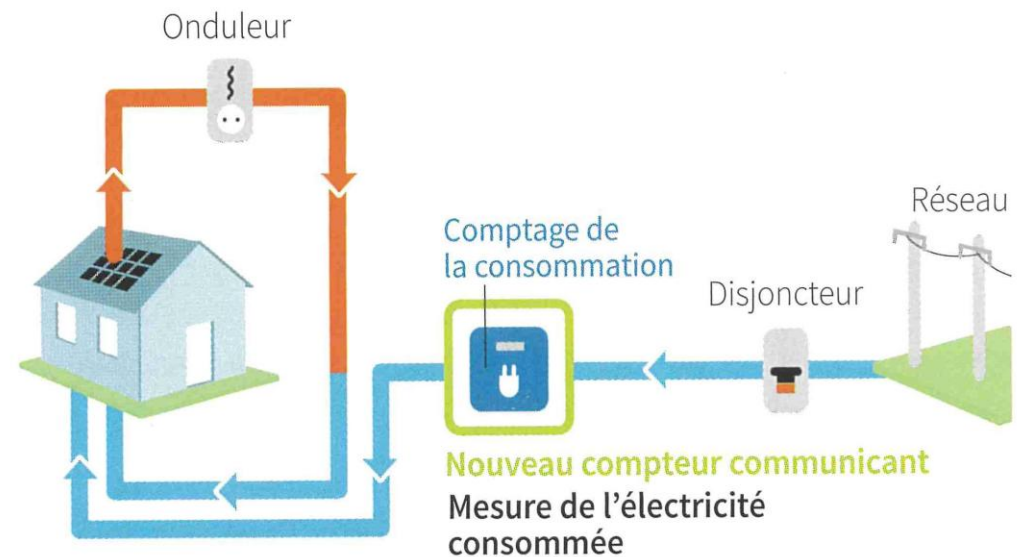 Onduleur
Réseau
Comptage de
la consommation
Disjoncteur
Nouveau compteur communicant
Mesure de l'électricité
consommée